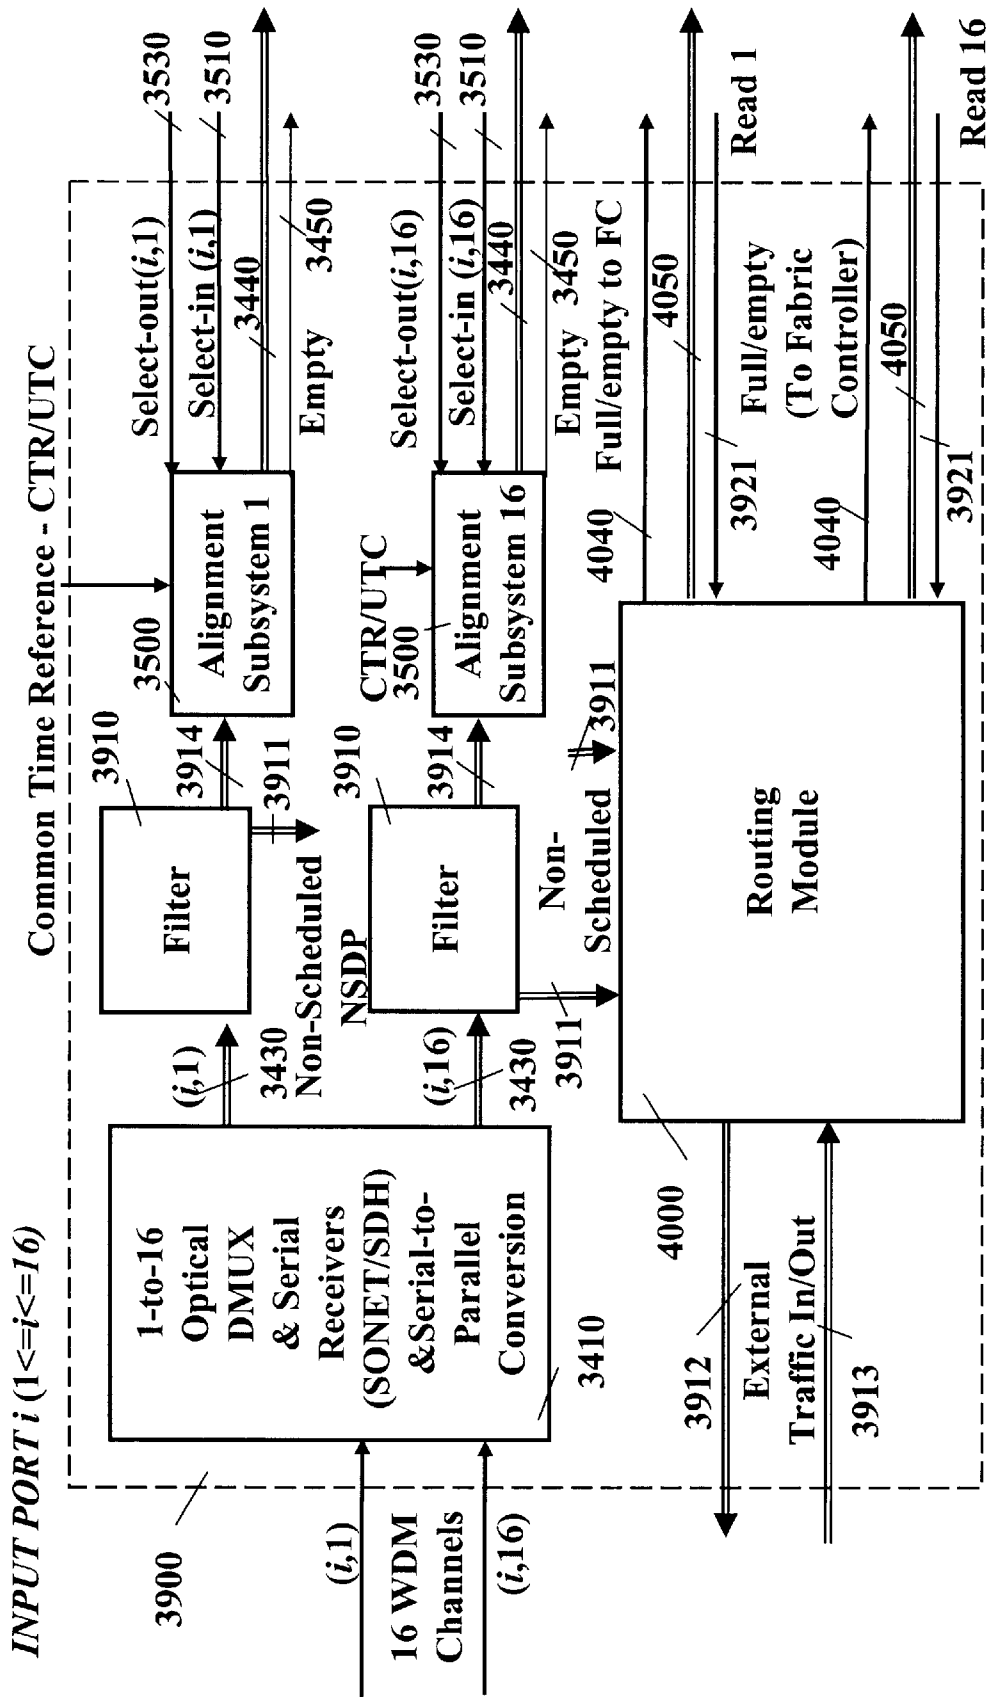 INPUT PORT i (1<=i<=16)
Common Time Reference - CTR/UTC
3900
(i,1)
16 WDM
Channels
(i,16)
1-to-16
Optical
DMUX
& Serial
Receivers
(SONET/SDH)
&Serial-to-
Parallel
Conversion
3410
(i,1)
3430
Non-Scheduled
NSDP
(i,16)
3430
3910
Filter
3914
3911
3910
Filter
3914
3911
Non-
Scheduled
3911
3500
Alignment
Subsystem 1
CTR/UTC
3500
Alignment
Subsystem 16
Select-out(i,1)
3530
Select-in (i,1)
3510
3440
Empty
3450
Select-out(i,16)
3530
Select-in (i,16)
3510
3440
3450
Empty
Full/empty to FC
4040
4050
3921
Read 1
Full/empty
(To Fabric
Controller)
4040
4050
3921
Read 16
Routing
Module
4000
3912
External
Traffic In/Out
3913